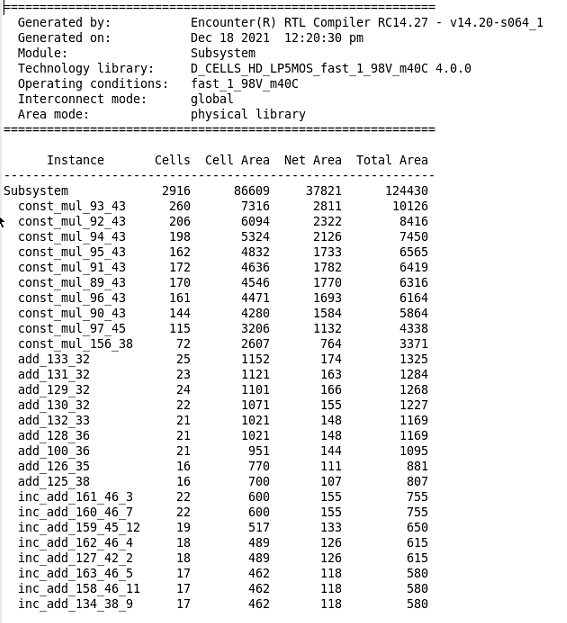 ============================================================
Generated by:           Encounter(R) RTL Compiler RC14.27 - v14.20-s064_1
Generated on:           Dec 18 2021  12:20:30 pm
Module:                 Subsystem
Technology library:     D_CELLS_HD_LP5MOS_fast_1_98V_m40C 4.0.0
Operating conditions:   fast_1_98V_m40C
Interconnect mode:      global
Area mode:              physical library
============================================================
Instance       Cells  Cell Area  Net Area  Total Area
-----------------------------------------------------------
Subsystem             2916      86609     37821      124430
const_mul_93_43      260       7316      2811       10126
const_mul_92_43      206       6094      2322        8416
const_mul_94_43      198       5324      2126        7450
const_mul_95_43      162       4832      1733        6565
const_mul_91_43      172       4636      1782        6419
const_mul_89_43      170       4546      1770        6316
const_mul_96_43      161       4471      1693        6164
const_mul_90_43      144       4280      1584        5864
const_mul_97_45      115       3206      1132        4338
const_mul_156_38      72       2607       764        3371
add_133_32            25       1152       174        1325
add_131_32            23       1121       163        1284
add_129_32            24       1101       166        1268
add_130_32            22       1071       155        1227
add_132_33            21       1021       148        1169
add_128_36            21       1021       148        1169
add_100_36            21        951       144        1095
add_126_35            16        770       111         881
add_125_38            16        700       107         807
inc_add_161_46_3      22        600       155         755
inc_add_160_46_7      22        600       155         755
inc_add_159_45_12     19        517       133         650
inc_add_162_46_4      18        489       126         615
inc_add_127_42_2      18        489       126         615
inc_add_163_46_5      17        462       118         580
inc_add_158_46_11     17        462       118         580
inc_add_134_38_9      17        462       118         580